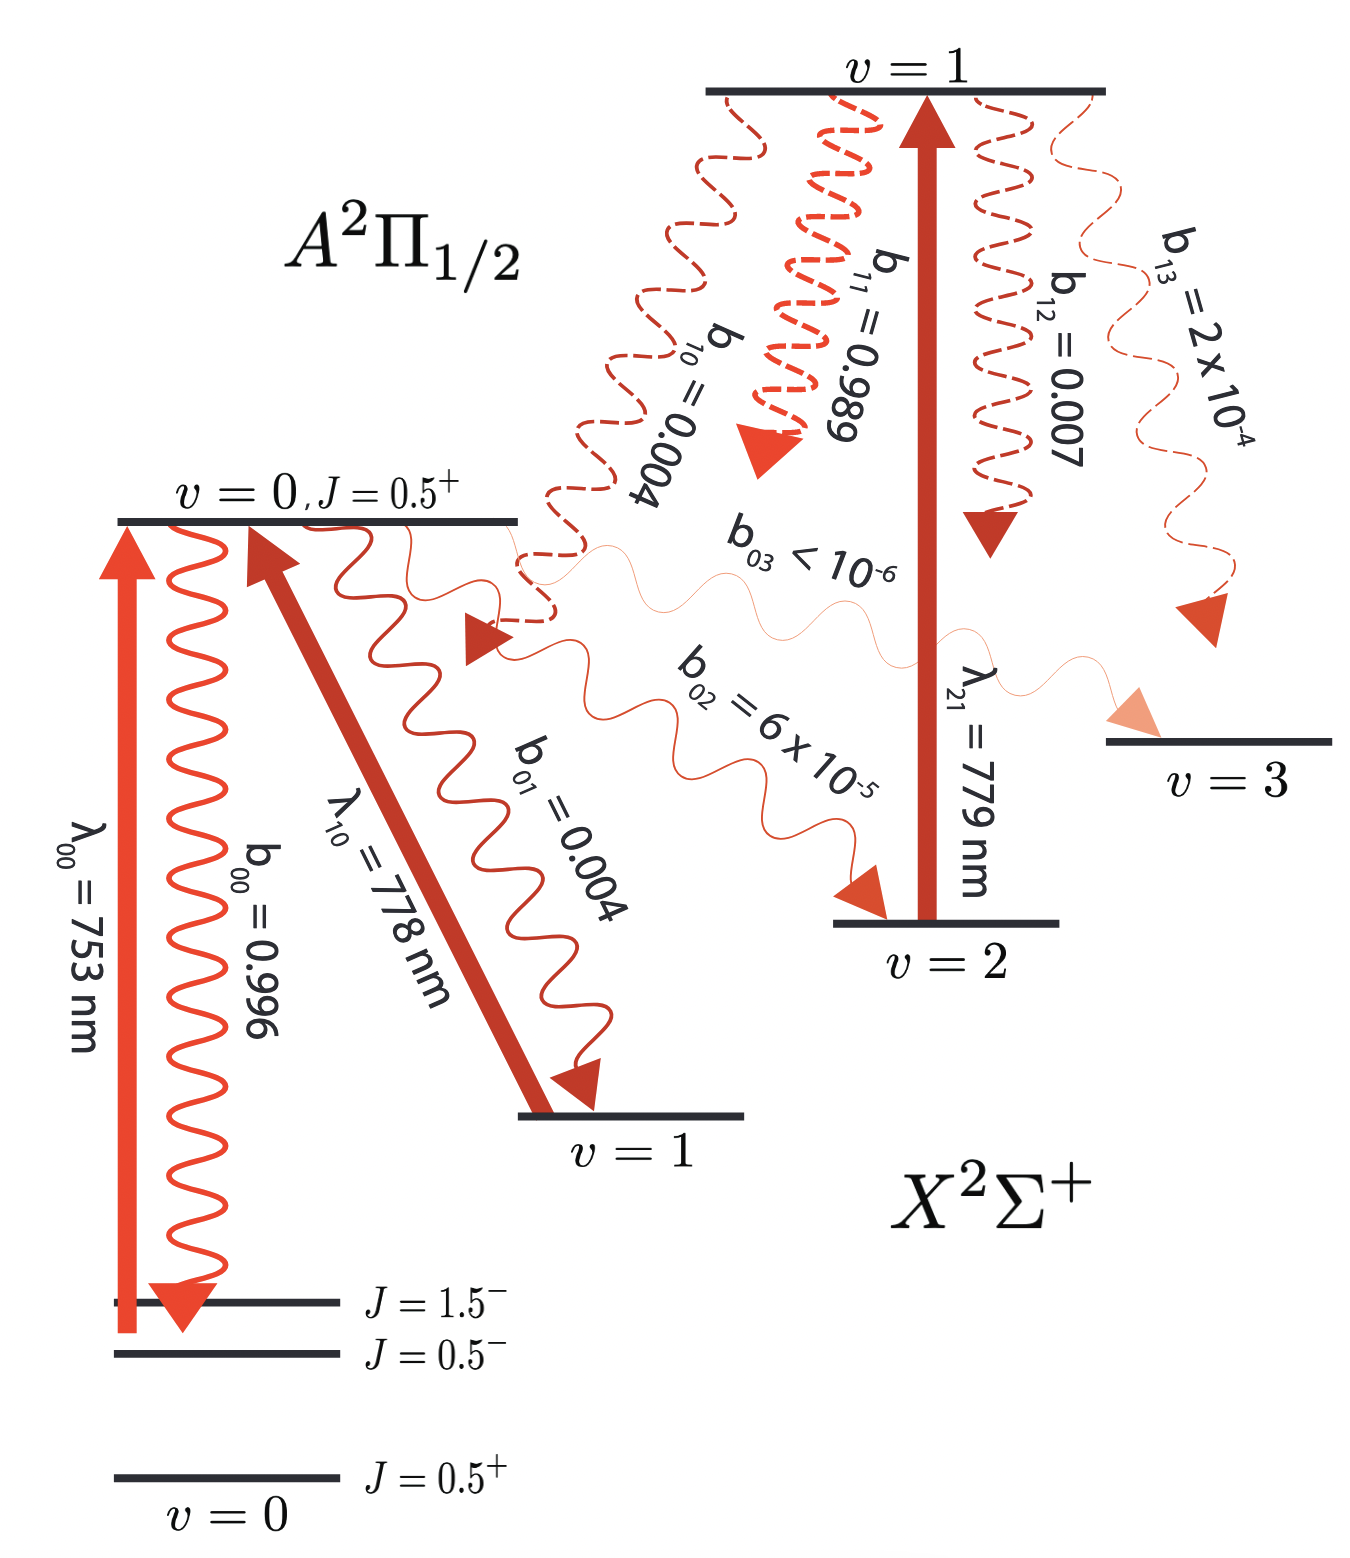 v = 1
A²Π₁/₂
b₁₀ = 0.004
b₁₁ = 0.989
b₁₂ = 0.007
b₁₃ = 2 x 10⁻⁴
v = 0, J = 0.5⁺
b₀₃ < 10⁻⁶
b₀₂ = 6 x 10⁻⁵
λ₂₁ = 779 nm
v = 3
λ₀₀ = 753 nm
b₀₀ = 0.996
λ₁₀ = 778 nm
b₀₁ = 0.004
v = 2
v = 1
X²Σ⁺
J = 1.5⁻
J = 0.5⁻
J = 0.5⁺
v = 0